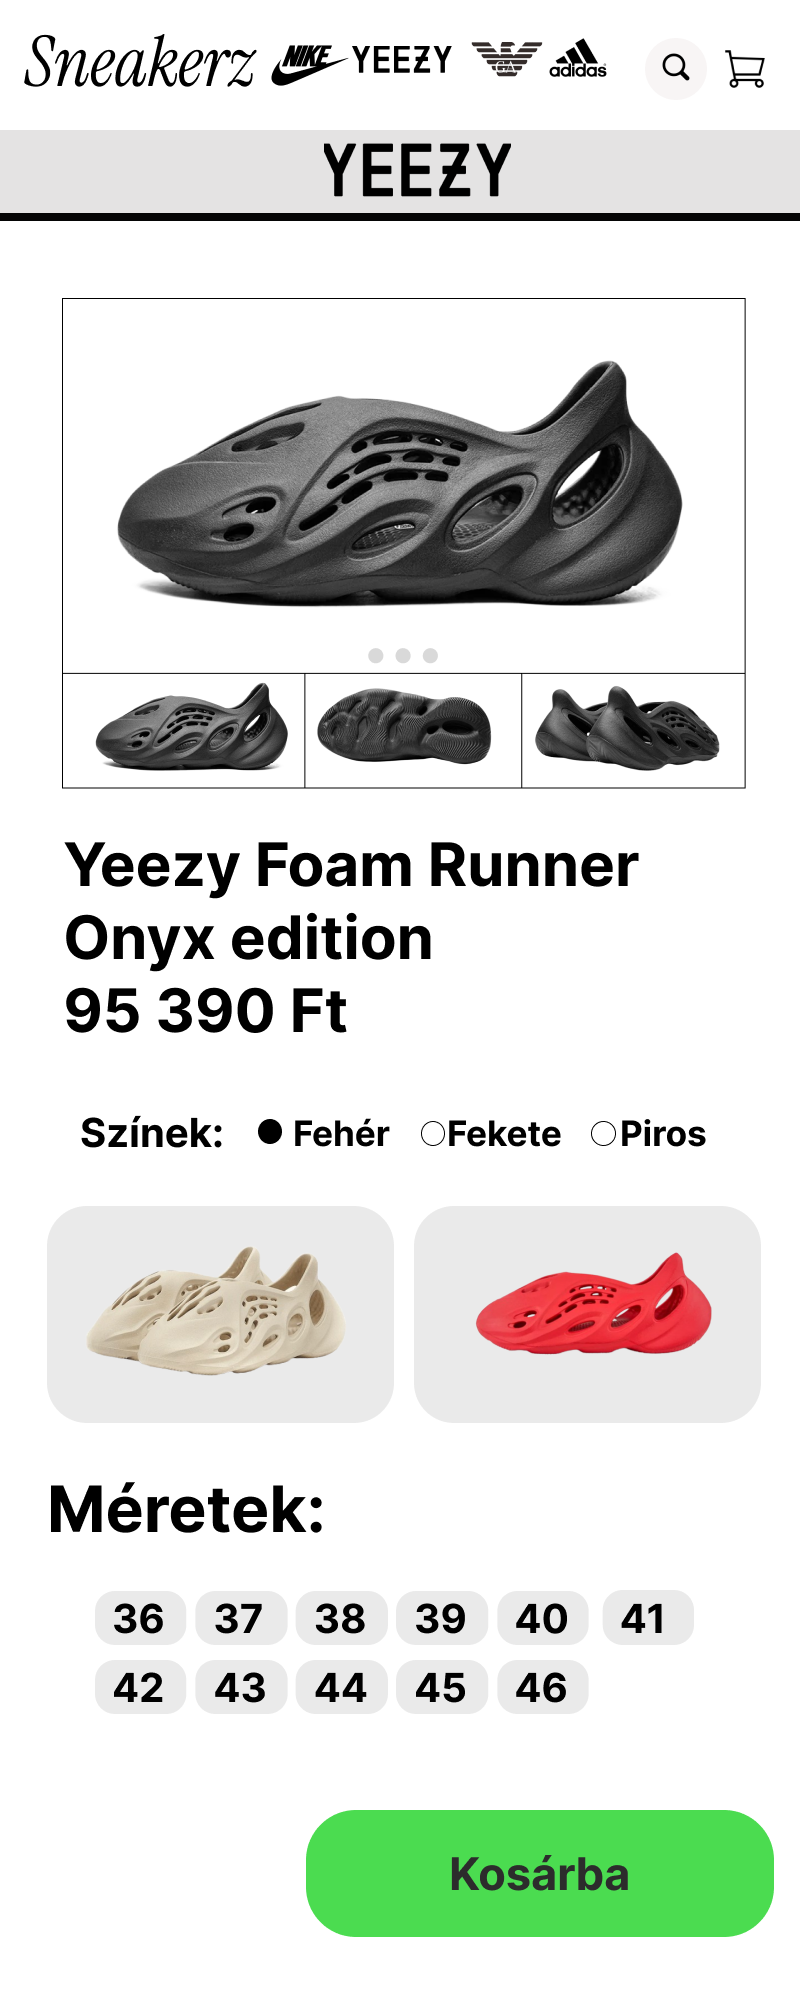 Sneakerz NIKE YEEZY GA adidas
YEEZY
Yeezy Foam Runner
Onyx edition
95 390 Ft
Színek: Fehér Fekete Piros
Méretek:
36 37 38 39 40 41
42 43 44 45 46
Kosárba